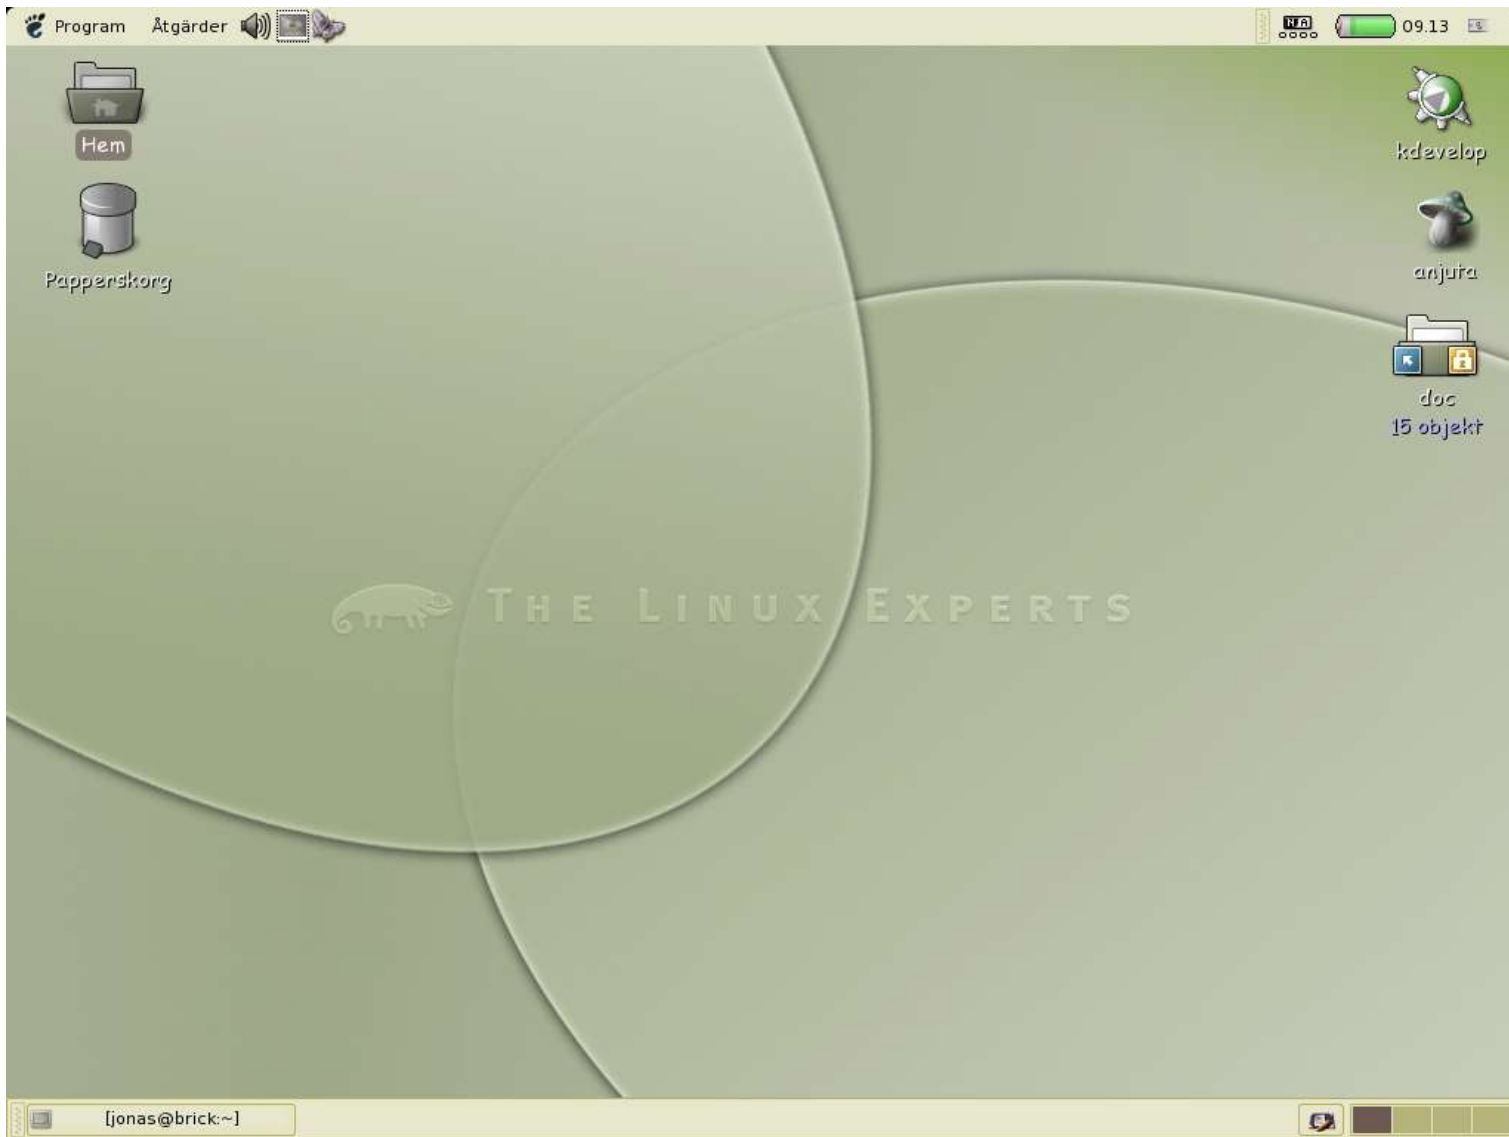 Program Åtgärder
N/A
09.13
Hem
Papperskorg
kdevelop
anjuta
doc
15 objekt
THE LINUX EXPERTS
[jonas@brick:~]